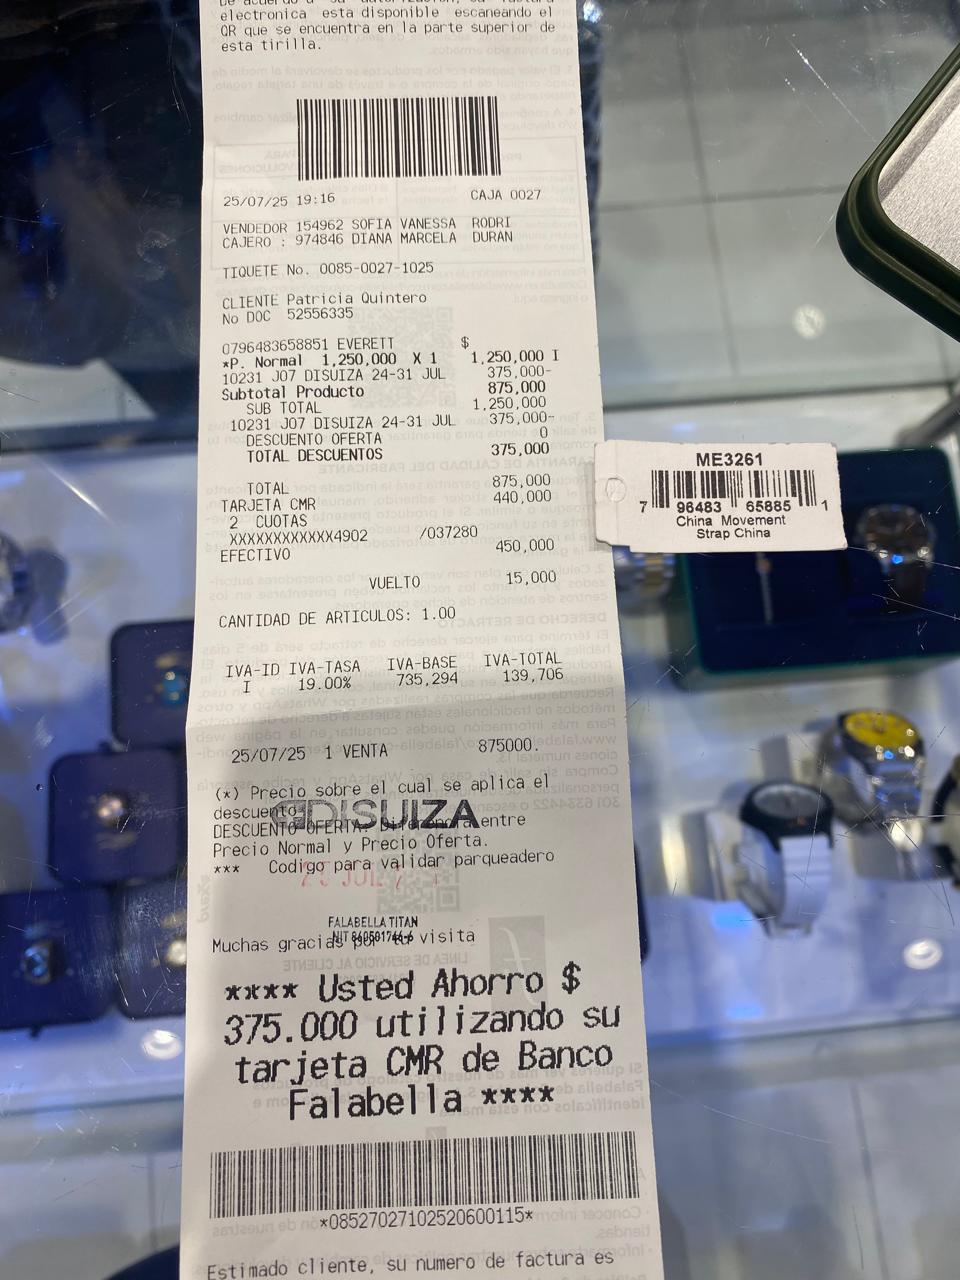 De acuerdo a su autorizacion, su factura
electronica esta disponible escaneando el
QR que se encuentra en la parte superior de
esta tirilla.
25/07/25 19:16 CAJA 0027
VENDEDOR 154962 SOFIA VANESSA RODRI
CAJERO : 974846 DIANA MARCELA DURAN
TIQUETE No. 0085-0027-1025
CLIENTE Patricia Quintero
No DOC 52556335
0796483658851 EVERETT $
*P. Normal 1,250,000 X 1 1,250,000 I
10231 J07 DISUIZA 24-31 JUL 375,000-
Subtotal Producto 875,000
SUB TOTAL 1,250,000
10231 J07 DISUIZA 24-31 JUL 375,000-
DESCUENTO OFERTA 0
TOTAL DESCUENTOS 375,000
TOTAL 875,000
TARJETA CMR 440,000
2 CUOTAS
XXXXXXXXXXXX4902 /037280
EFECTIVO 450,000
VUELTO 15,000
CANTIDAD DE ARTICULOS: 1.00
IVA-ID IVA-TASA IVA-BASE IVA-TOTAL
I 19.00% 735,294 139,706
25/07/25 1 VENTA 875000.
(*) Precio sobre el cual se aplica el
descuento
DISUIZA
DESCUENTO OFERTA: Diferencia entre
Precio Normal y Precio Oferta.
*** Codigo para validar parqueadero
FALABELLA TITAN
Muchas gracias por su visita
**** Usted Ahorro $
375.000 utilizando su
tarjeta CMR de Banco
Falabella ****
*08527027102520600115*
Estimado cliente, su numero de factura es
ME3261
7 96483 65885 1
China Movement
Strap China